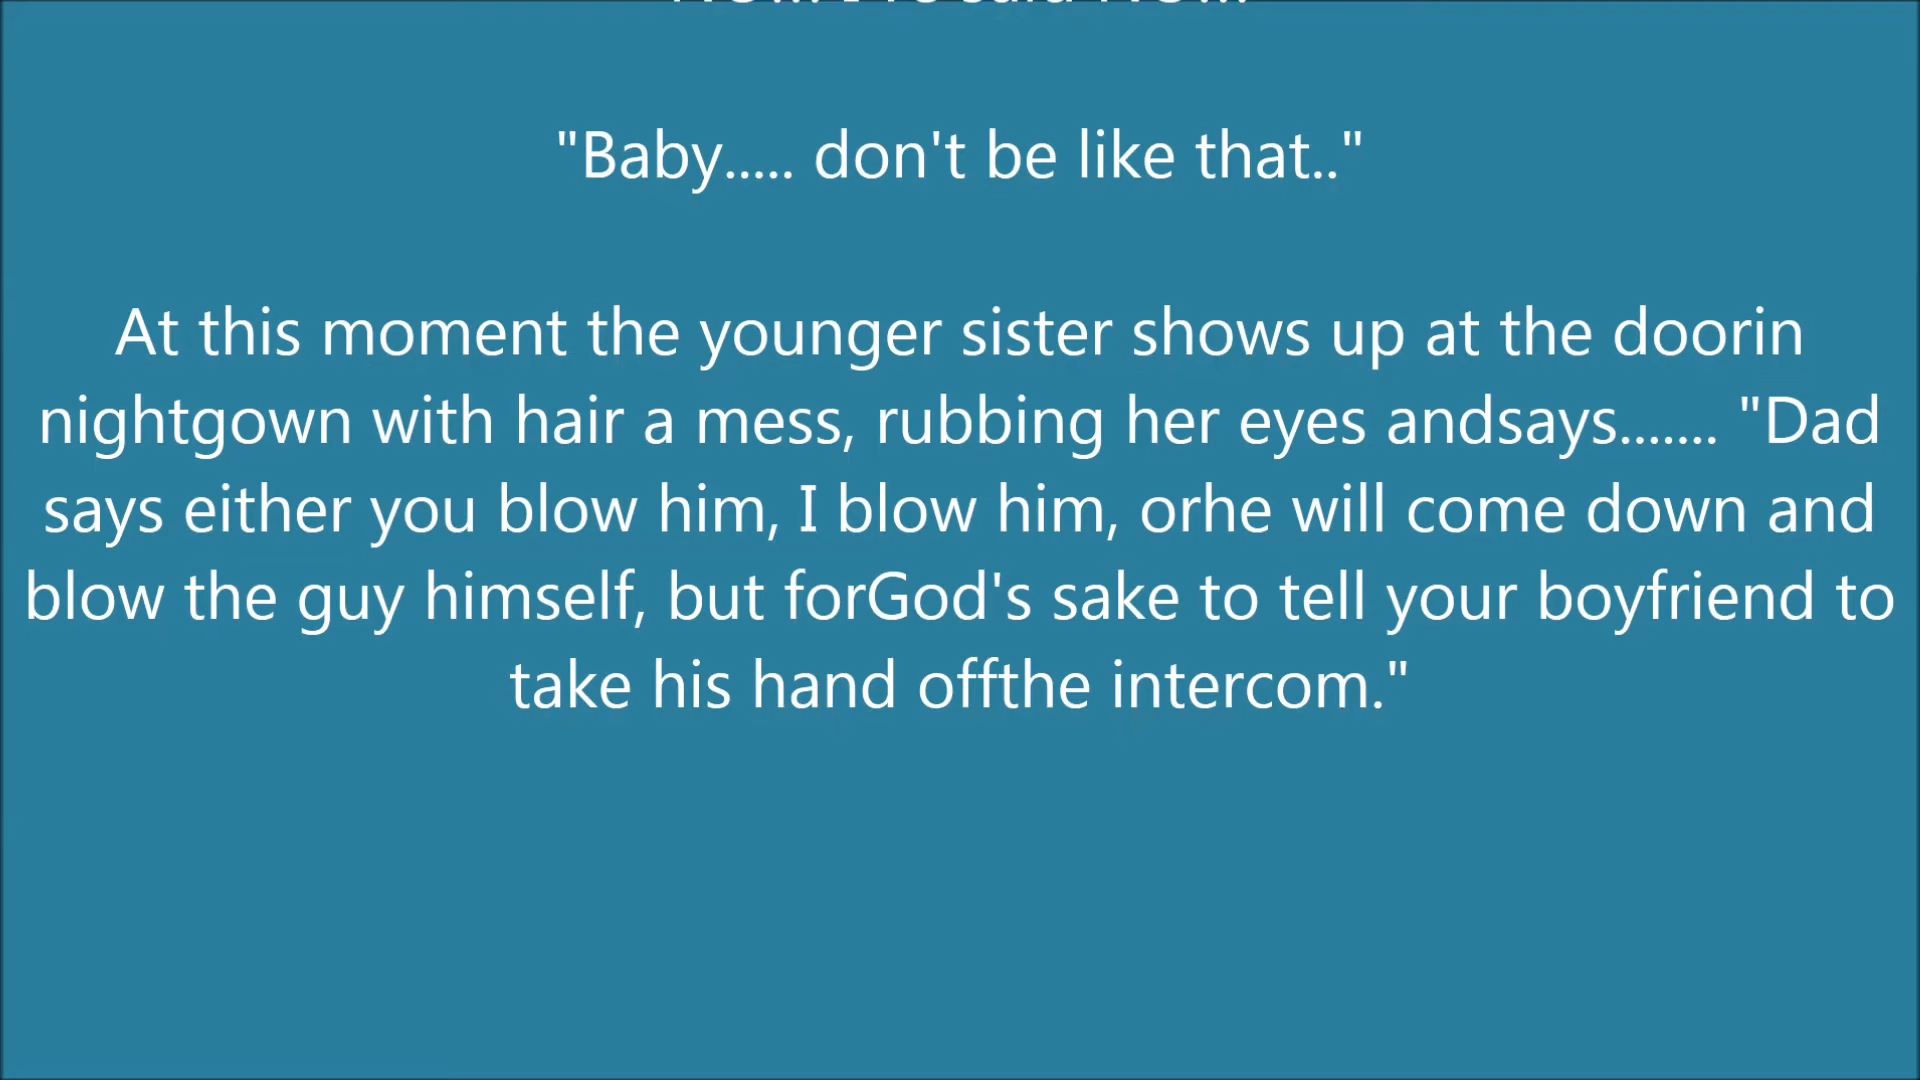 "Baby..... don't be like that.."
At this moment the younger sister shows up at the doorin
nightgown with hair a mess, rubbing her eyes andsays....... "Dad
says either you blow him, I blow him, orhe will come down and
blow the guy himself, but forGod's sake to tell your boyfriend to
take his hand offthe intercom."